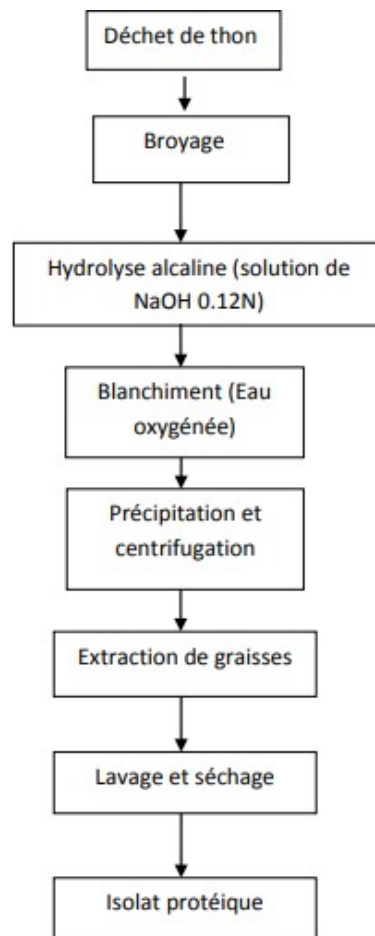 Déchet de thon
Broyage
Hydrolyse alcaline (solution de
NaOH 0.12N)
Blanchiment (Eau
oxygénée)
Précipitation et
centrifugation
Extraction de graisses
Lavage et séchage
Isolat protéique